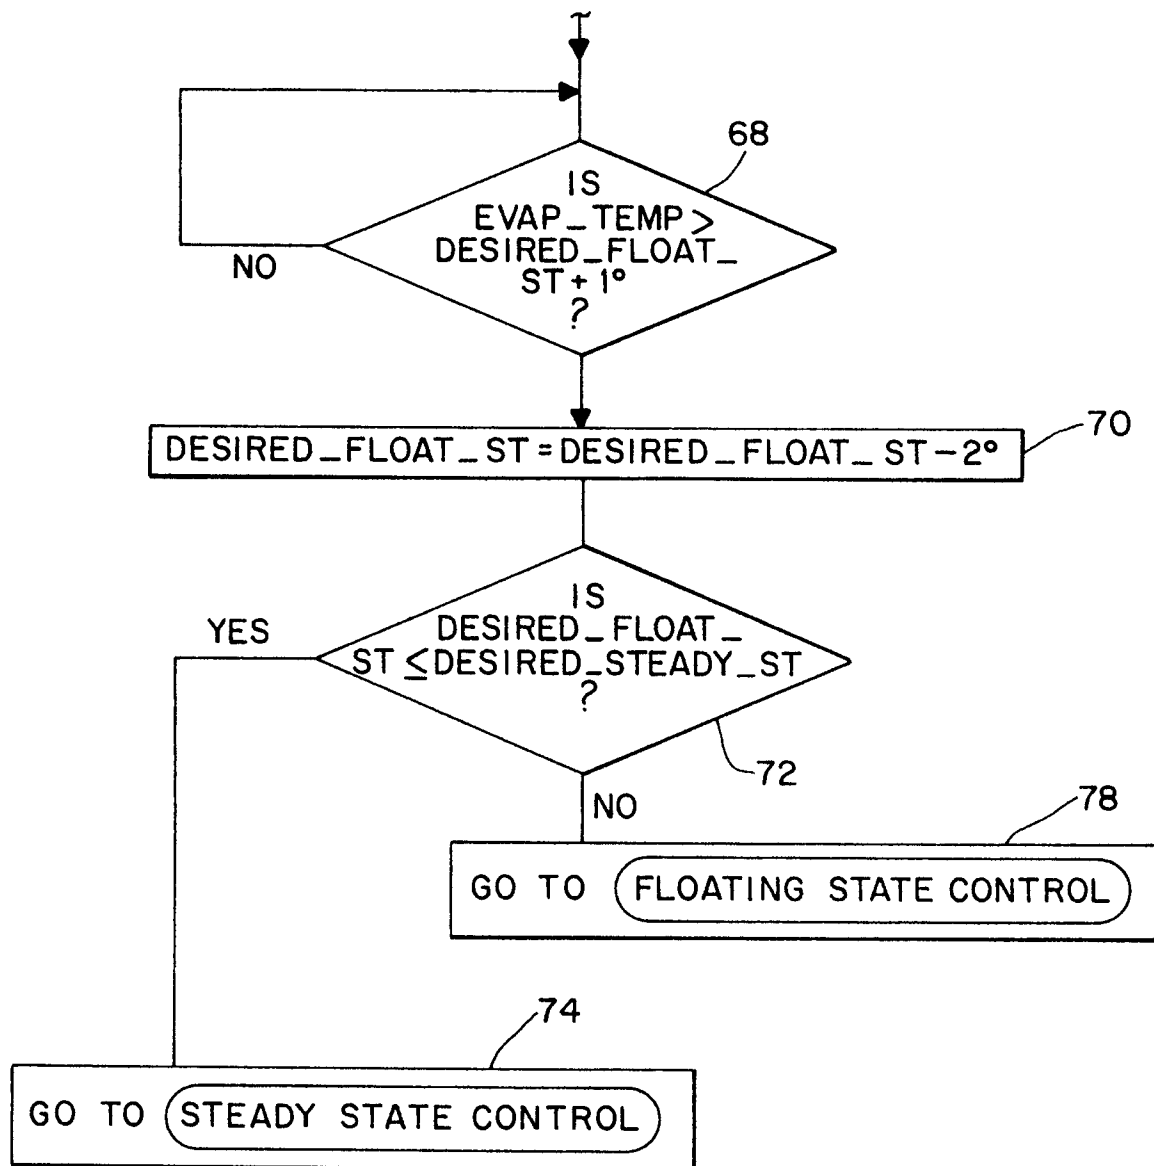 68
IS
EVAP_TEMP >
DESIRED_FLOAT_
ST + 1°
?
NO
70
DESIRED_FLOAT_ST = DESIRED_FLOAT_ST - 2°
IS
DESIRED_FLOAT_
ST ≤ DESIRED_STEADY_ST
?
YES
72
NO
78
GO TO FLOATING STATE CONTROL
74
GO TO STEADY STATE CONTROL